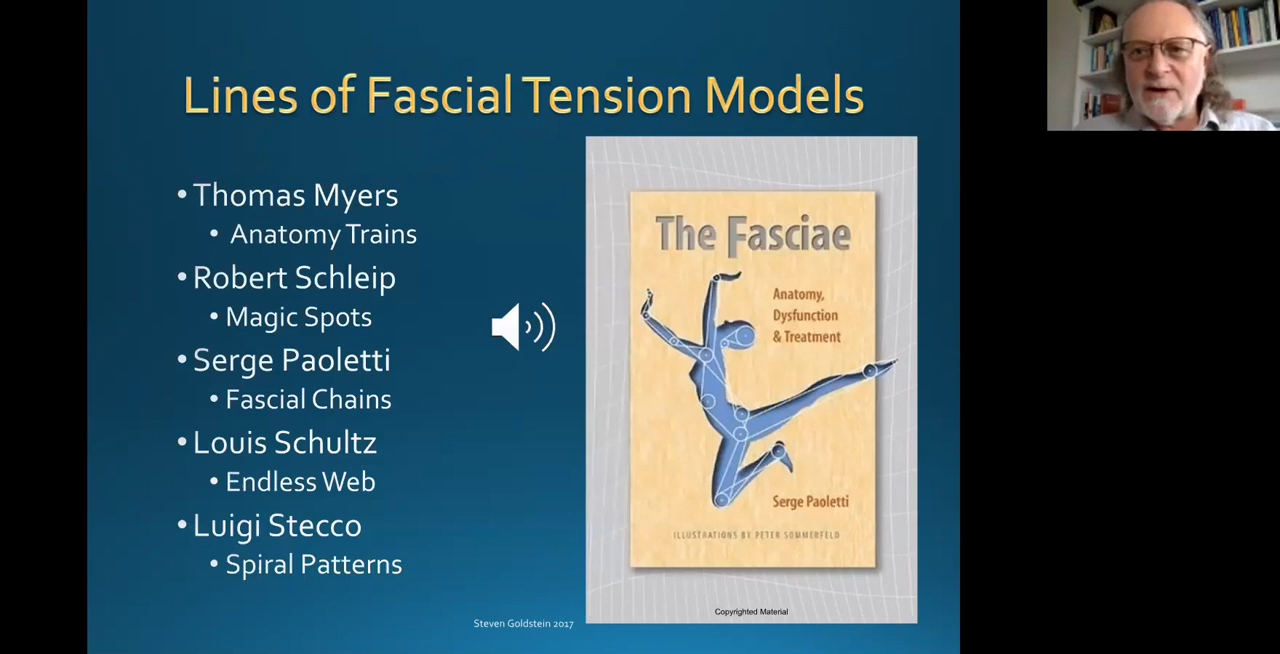 Lines of Fascial Tension Models
• Thomas Myers
• Anatomy Trains
• Robert Schleip
• Magic Spots
• Serge Paoletti
• Fascial Chains
• Louis Schultz
• Endless Web
• Luigi Stecco
• Spiral Patterns
The Fasciae
Anatomy,
Dysfunction
& Treatment
Serge Paoletti
ILLUSTRATIONS BY PETER SOMMERFELD
Copyrighted Material
Steven Goldstein 2017